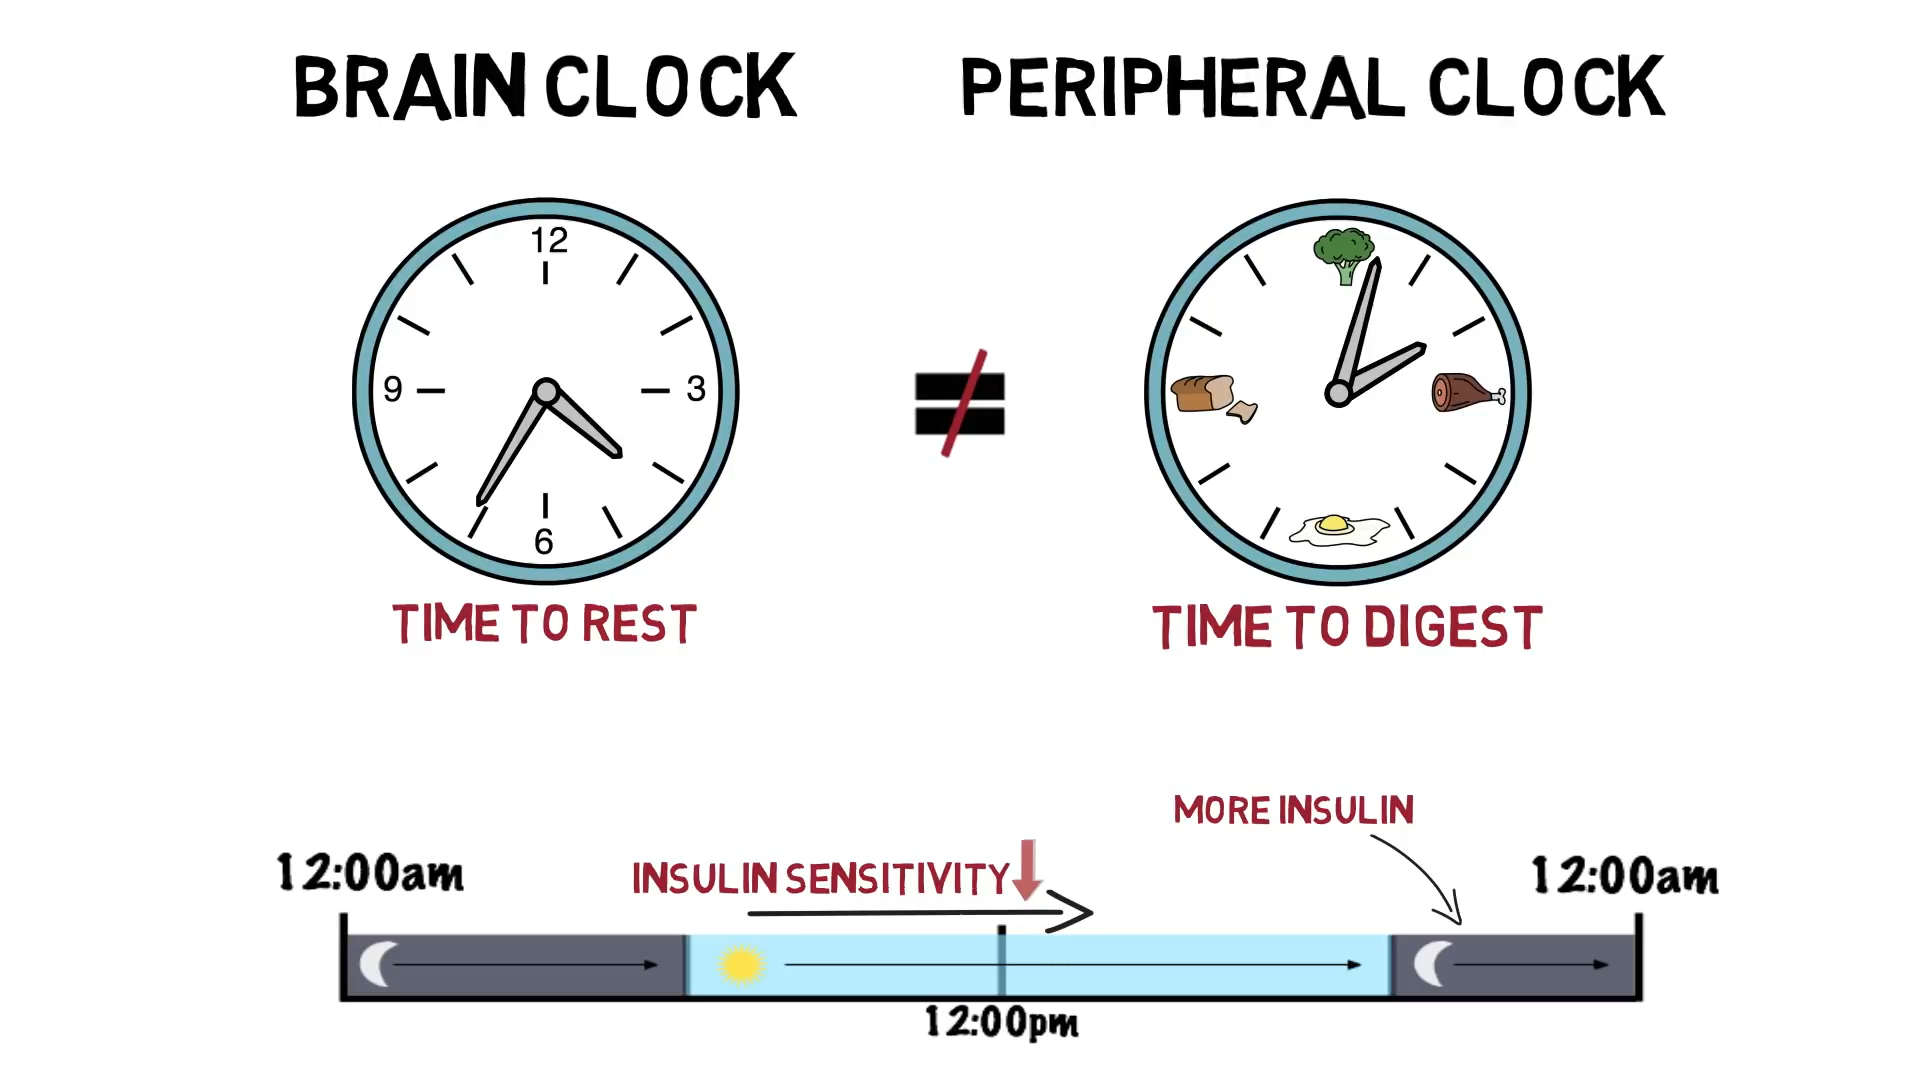 BRAIN CLOCK
PERIPHERAL CLOCK
12
9
3
6
TIME TO REST
TIME TO DIGEST
MORE INSULIN
12:00am
INSULIN SENSITIVITY
12:00am
12:00pm